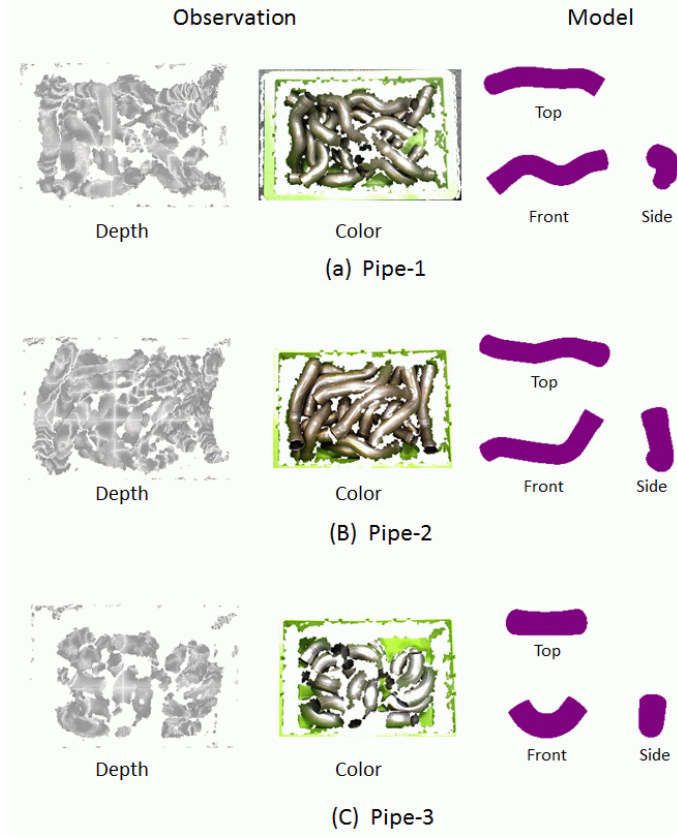 Observation Model
Top
Front Side
Depth Color
(a) Pipe-1
Top
Front Side
Depth Color
(B) Pipe-2
Top
Front Side
Depth Color
(C) Pipe-3